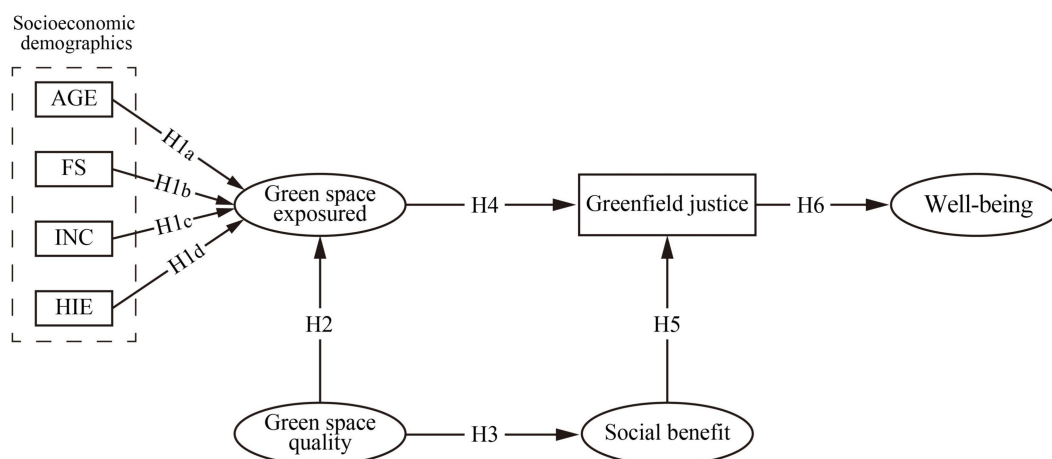 Socioeconomic
demographics
AGE
FS
INC
HIE
H1a
H1b
H1c
H1d
Green space
exposured
H4
Greenfield justice
H6
Well-being
H2
H5
Green space
quality
H3
Social benefit